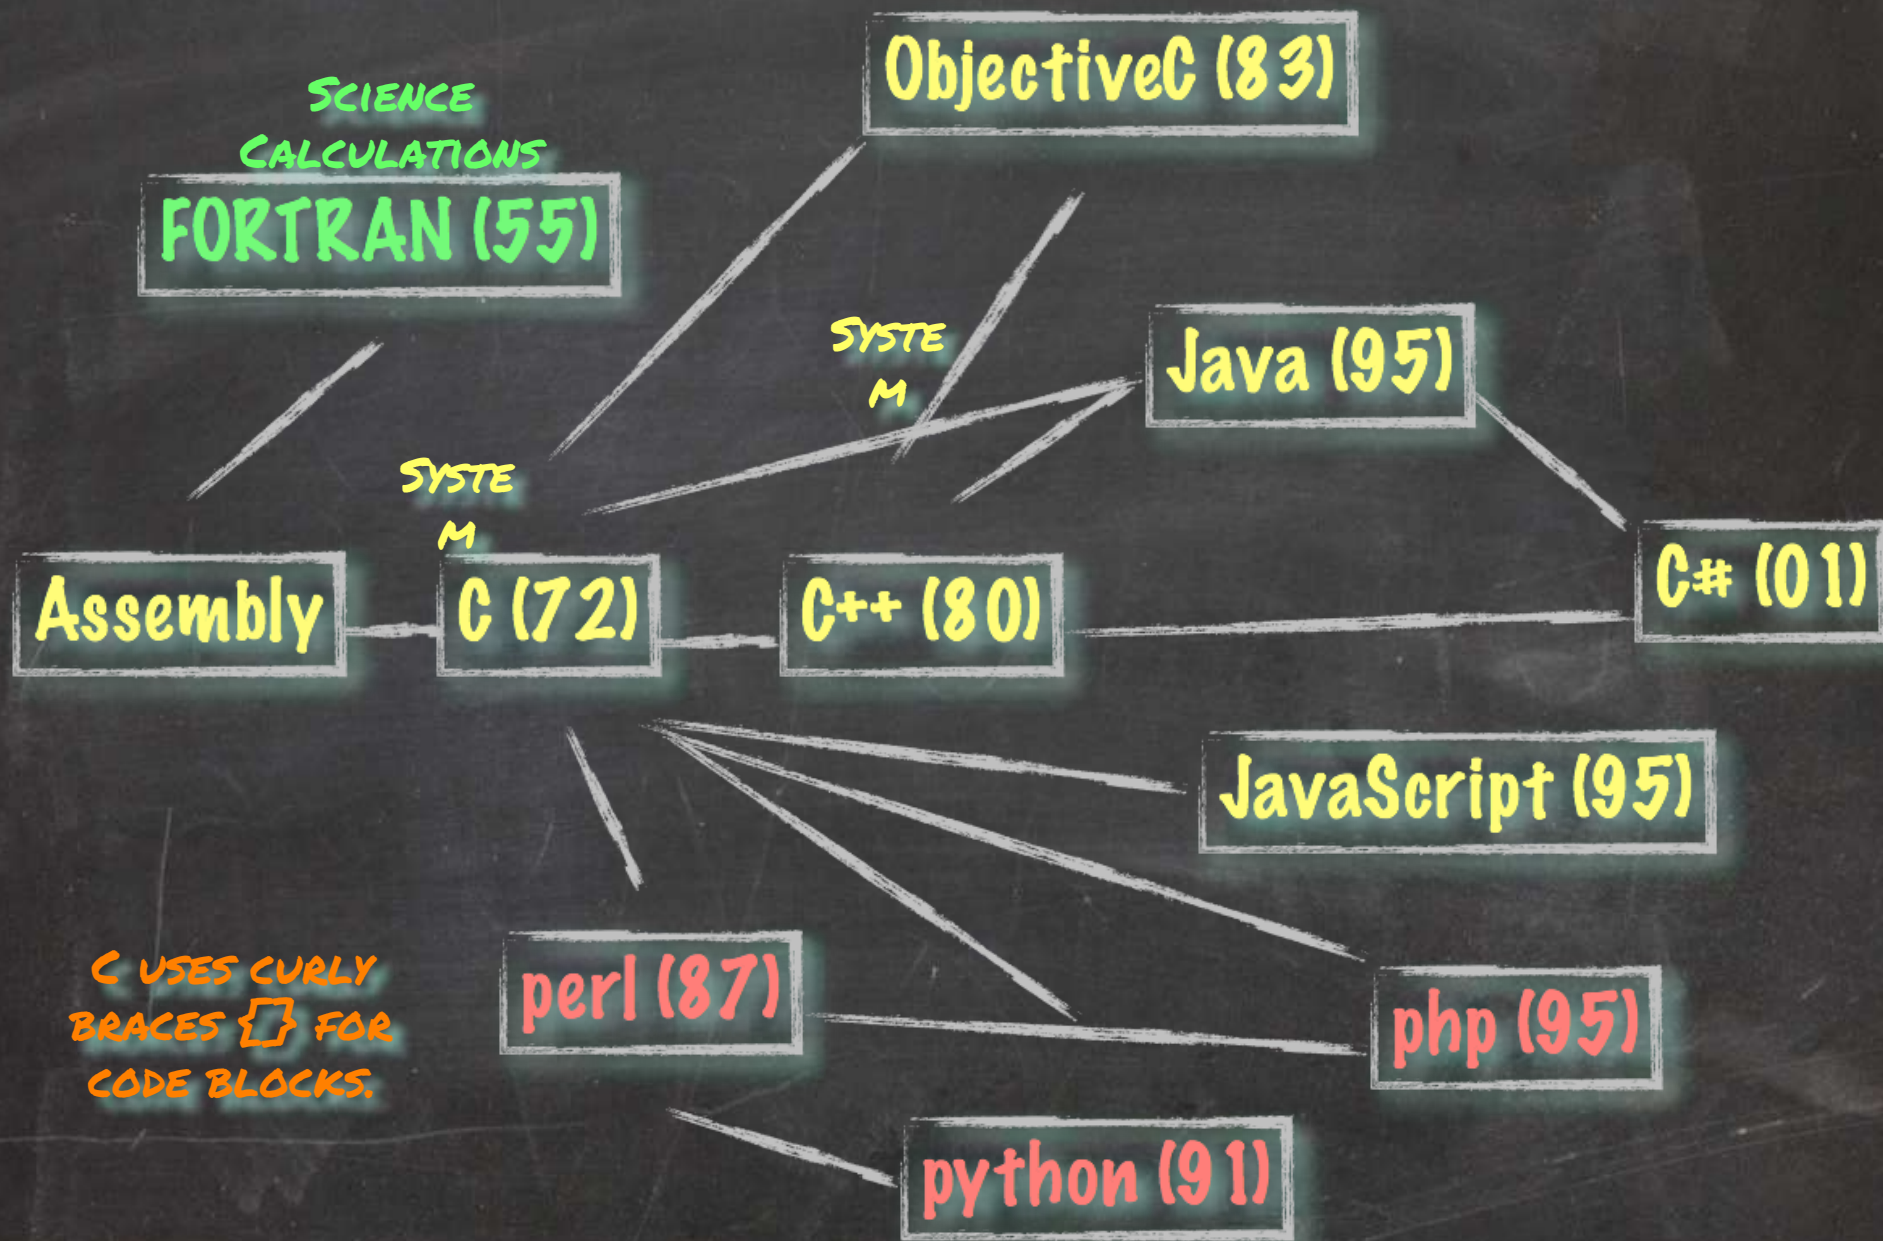 ObjectiveC (83)
SCIENCE
CALCULATIONS
FORTRAN (55)
SYSTE
M
Java (95)
SYSTE
M
Assembly
C (72)
C++ (80)
C# (01)
JavaScript (95)
C USES CURLY
BRACES {} FOR
CODE BLOCKS.
perl (87)
php (95)
python (91)